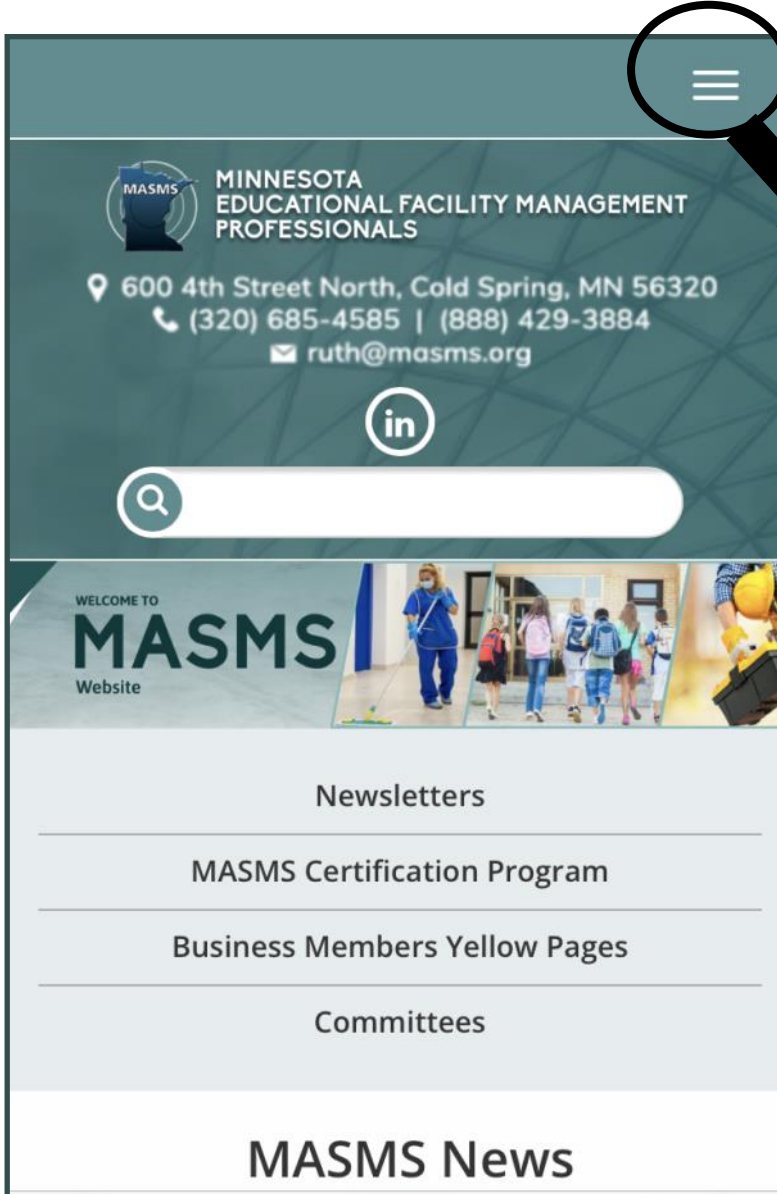 MASMS
MINNESOTA
EDUCATIONAL FACILITY MANAGEMENT
PROFESSIONALS
600 4th Street North, Cold Spring, MN 56320
(320) 685-4585 | (888) 429-3884
ruth@masms.org
in
WELCOME TO
MASMS
Website
Newsletters
MASMS Certification Program
Business Members Yellow Pages
Committees
MASMS News